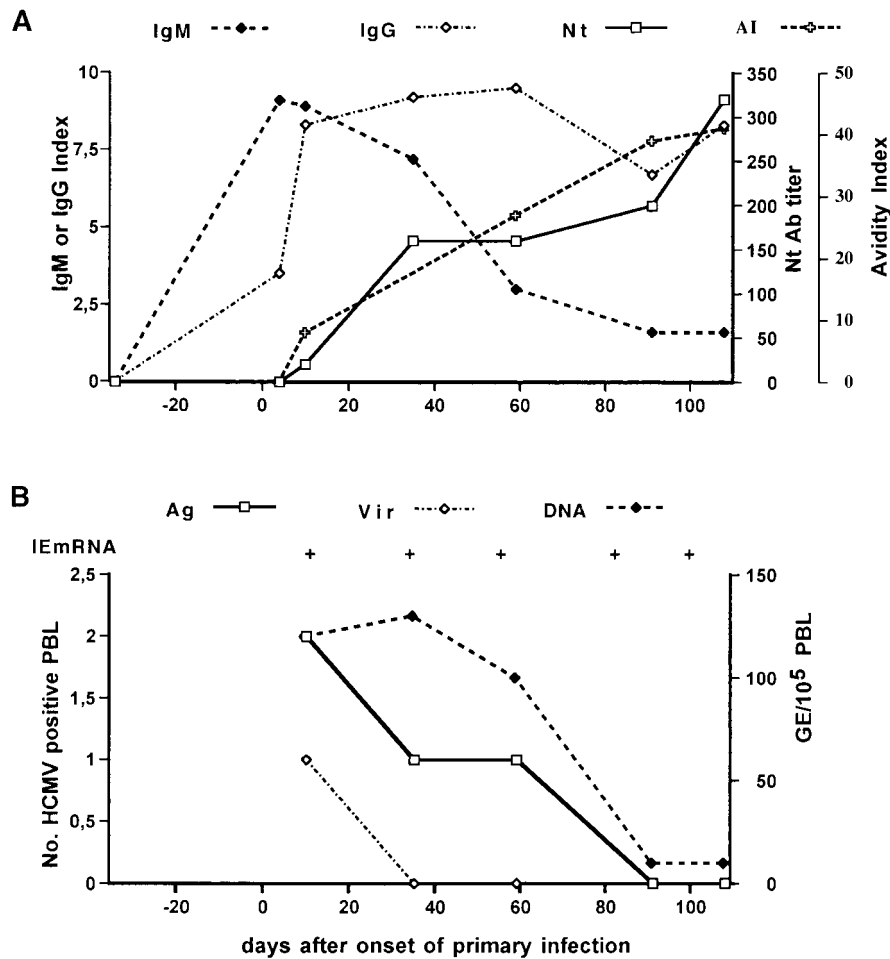 A
IgM IgG Nt AI
10 350 50
300
7,5 40
250
200 30
5
150 20
2,5 100
10
50
0 0 0
-20 0 20 40 60 80 100
IgM or IgG Index
Nt Ab titer
Avidity Index
B
Ag Vir DNA
IEmRNA + + + + +
2,5 150
2
1,5 100
1
50
0,5
0 0
-20 0 20 40 60 80 100
No. HCMV positive PBL
GE/10⁵ PBL
days after onset of primary infection